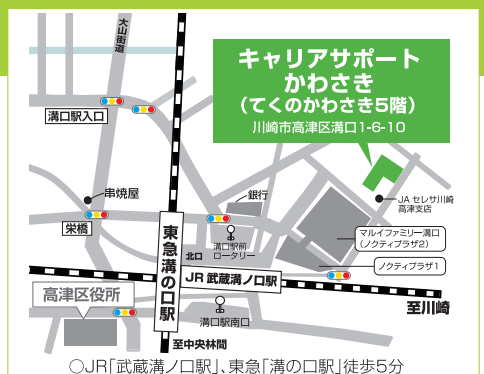 大山街道
キャリアサポート
かわさき
(てくのかわさき5階)
川崎市高津区溝口1-6-10
溝口駅入口
串焼屋
銀行
JA セレサ川崎
高津支店
栄橋
溝口駅前
ロータリー
マルイファミリー溝口
(ノクティプラザ2)
北口
東急溝の口駅
ノクティプラザ1
JR 武蔵溝ノ口駅
高津区役所
至川崎
溝口駅南口
至中央林間
○JR「武蔵溝ノ口駅」、東急「溝の口駅」徒歩5分